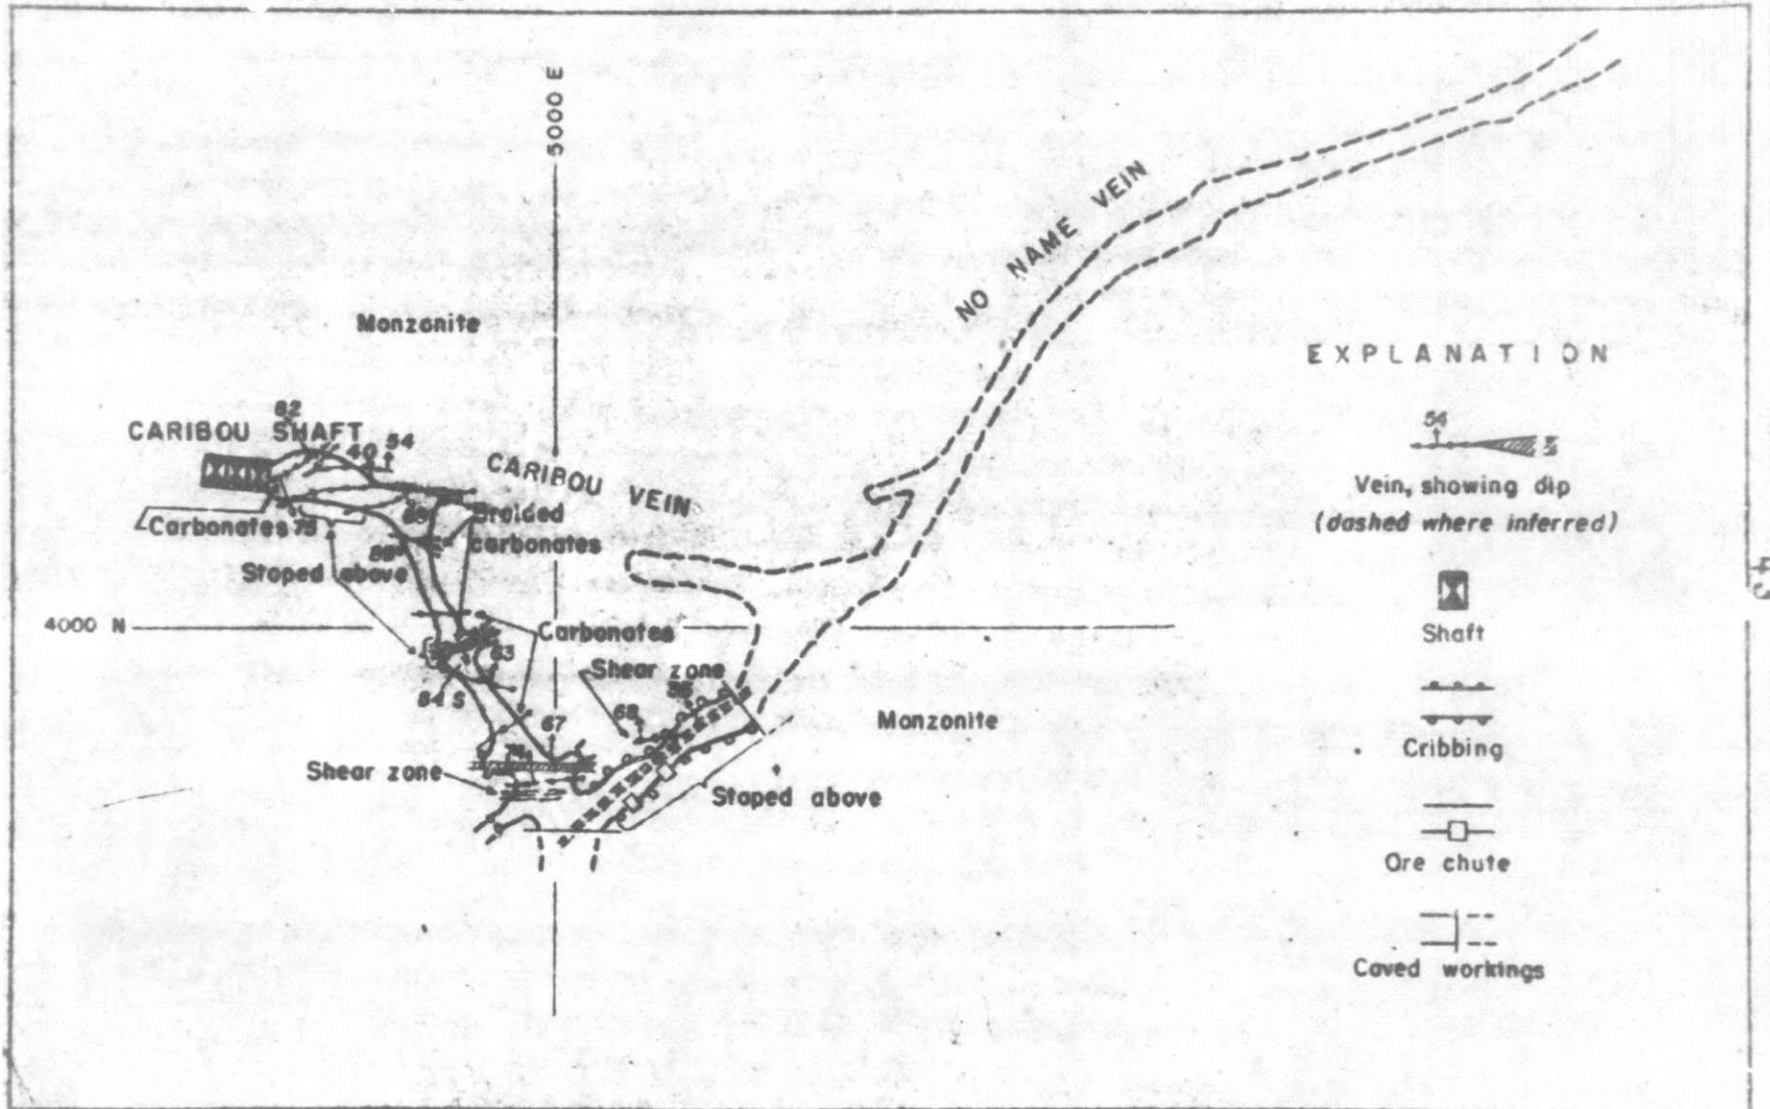 5000 E
NO NAME VEIN
Monzonite
EXPLANATION
62
CARIBOU SHAFT
40
54
54
CARIBOU VEIN
Vein, showing dip
(dashed where inferred)
Carbonates
75
Braided
carbonates
Stoped above
Shaft
4000 N
Carbonates
63
Shear zone
84 S
67
68
Monzonite
Cribbing
Shear zone
Stoped above
Ore chute
Caved workings